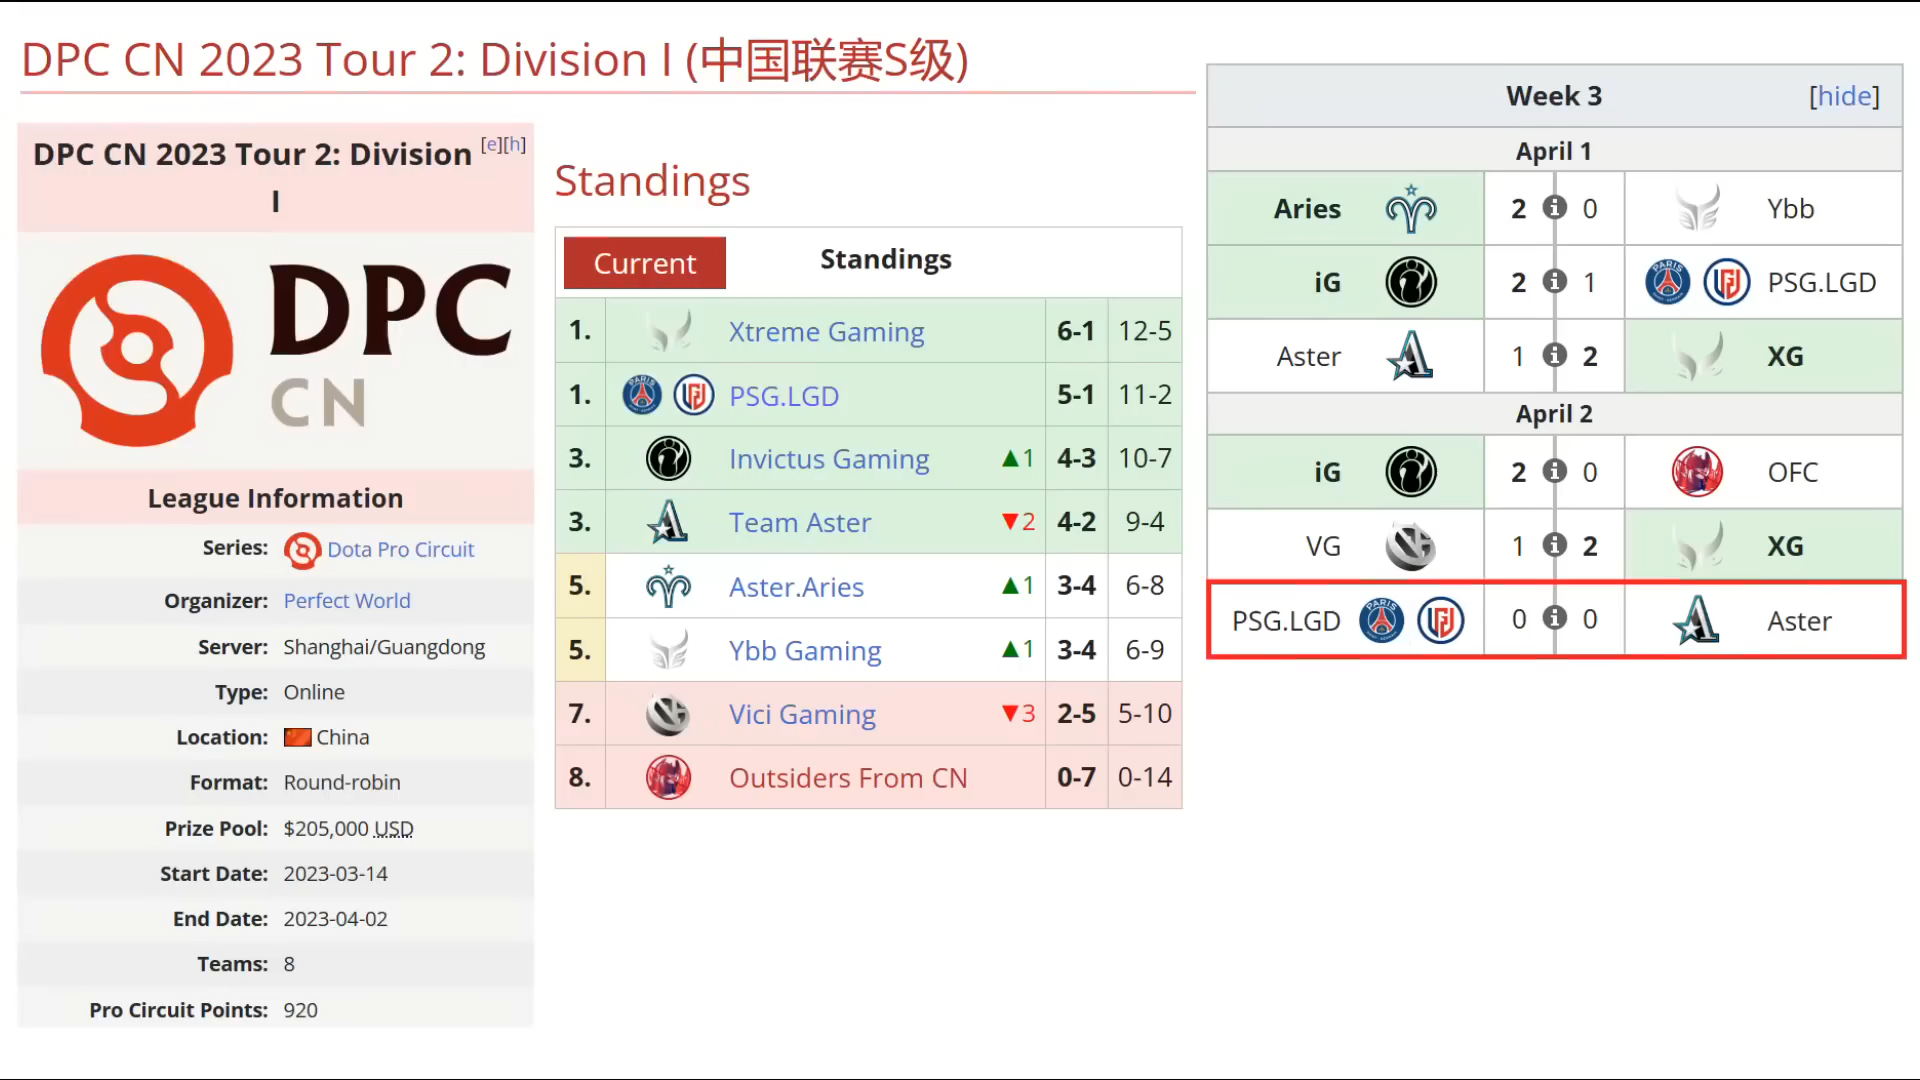 DPC CN 2023 Tour 2: Division I (中国联赛S级)
DPC CN 2023 Tour 2: Division [e][h]
I
DPC
CN
League Information
Series: Dota Pro Circuit
Organizer: Perfect World
Server: Shanghai/Guangdong
Type: Online
Location: China
Format: Round-robin
Prize Pool: $205,000 USD
Start Date: 2023-03-14
End Date: 2023-04-02
Teams: 8
Pro Circuit Points: 920
Standings
Current Standings
1. Xtreme Gaming 6-1 12-5
1. PARIS PSG.LGD 5-1 11-2
3. Invictus Gaming ▲1 4-3 10-7
3. Team Aster ▼2 4-2 9-4
5. Aster.Aries ▲1 3-4 6-8
5. Ybb Gaming ▲1 3-4 6-9
7. Vici Gaming ▼3 2-5 5-10
8. Outsiders From CN 0-7 0-14
Week 3 [hide]
April 1
Aries 2 i 0 Ybb
iG 2 i 1 PARIS PSG.LGD
Aster 1 i 2 XG
April 2
iG 2 i 0 OFC
VG 1 i 2 XG
PSG.LGD PARIS 0 i 0 Aster